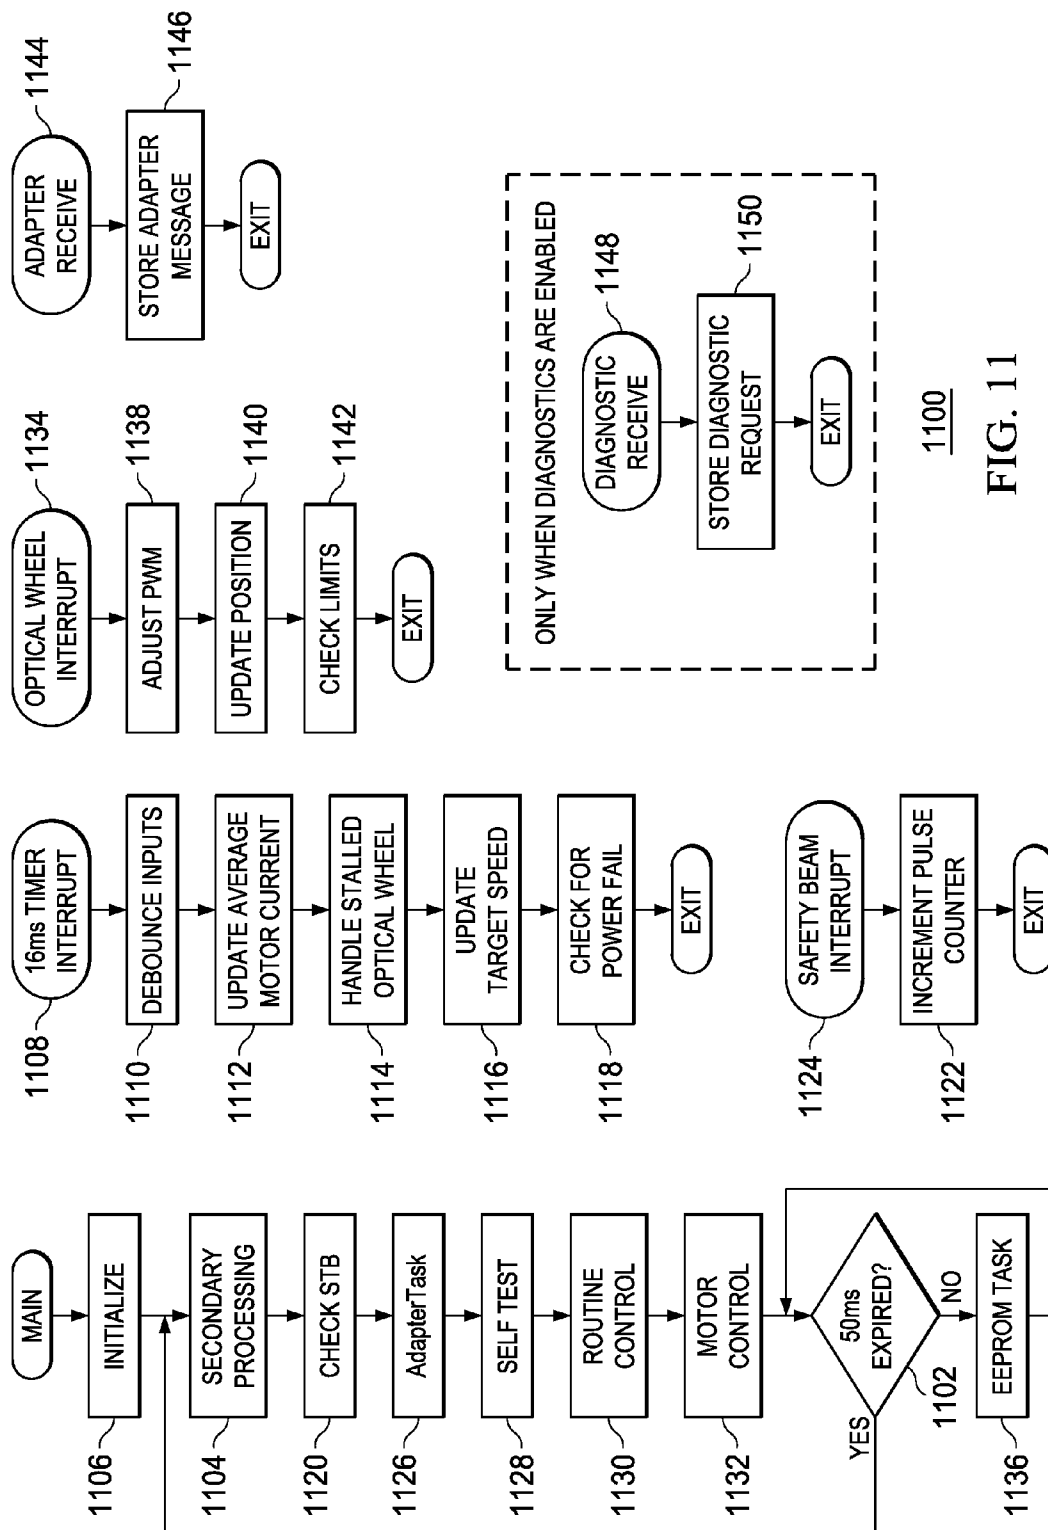 MAIN
1106
INITIALIZE
1104
SECONDARY
PROCESSING
1120
CHECK STB
1126
AdapterTask
1128
SELF TEST
1130
ROUTINE
CONTROL
1132
MOTOR
CONTROL
50ms
EXPIRED?
1102
YES
NO
1136
EEPROM TASK
1108
16ms TIMER
INTERRUPT
1110
DEBOUNCE INPUTS
1112
UPDATE AVERAGE
MOTOR CURRENT
1114
HANDLE STALLED
OPTICAL WHEEL
1116
UPDATE
TARGET SPEED
1118
CHECK FOR
POWER FAIL
EXIT
1124
SAFETY BEAM
INTERRUPT
1122
INCREMENT PULSE
COUNTER
EXIT
OPTICAL WHEEL
INTERRUPT
1134
ADJUST PWM
1138
UPDATE POSITION
1140
CHECK LIMITS
1142
EXIT
ADAPTER
RECEIVE
1144
STORE ADAPTER
MESSAGE
1146
EXIT
ONLY WHEN DIAGNOSTICS ARE ENABLED
DIAGNOSTIC
RECEIVE
1148
STORE DIAGNOSTIC
REQUEST
1150
EXIT
1100
FIG. 11